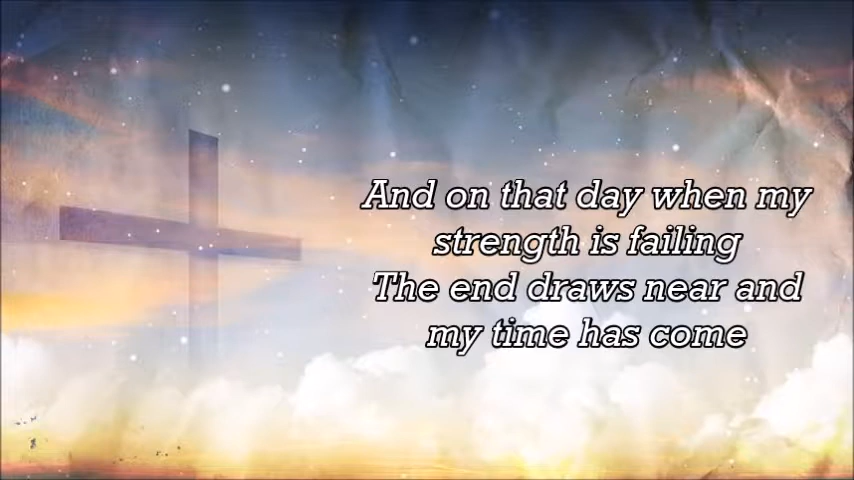 And on that day when my
strength is failing
The end draws near and
my time has come